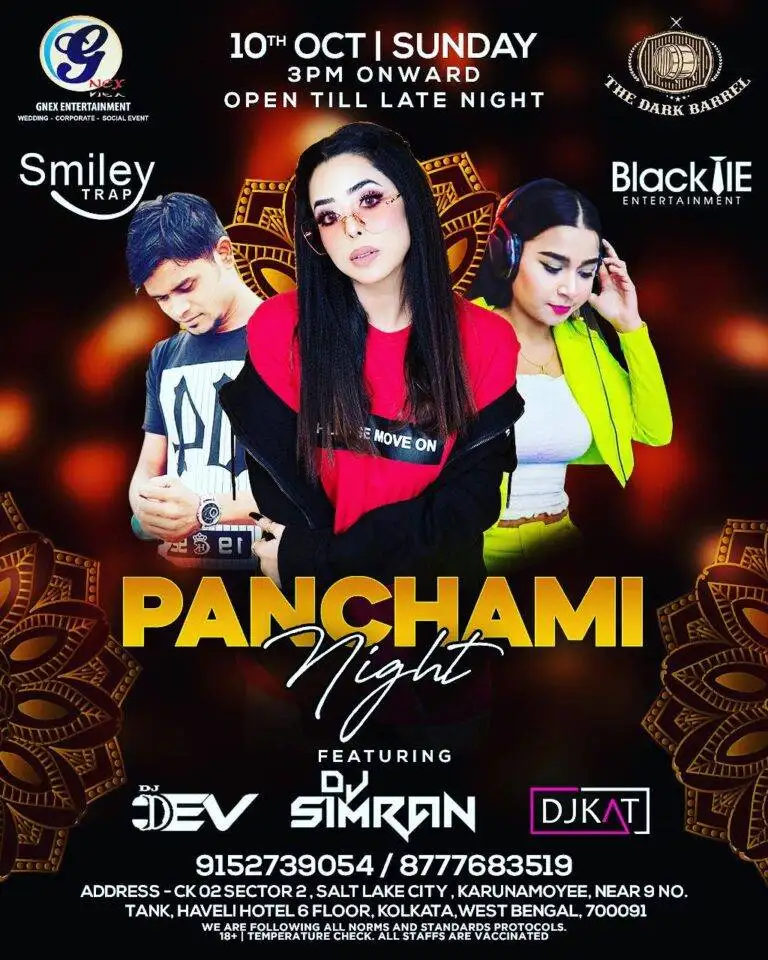 G
NEX
GNEX ENTERTAINMENT
WEDDING - CORPORATE - SOCIAL EVENT
10TH OCT | SUNDAY
3PM ONWARD
OPEN TILL LATE NIGHT
THE DARK BARREL
Smiley
TRAP
BlackTIE
ENTERTAINMENT
MOVE ON
19
PANCHAMI
Night
FEATURING
DJ
DEV
DJ
SIMRAN
DJKAT
9152739054 / 8777683519
ADDRESS - CK 02 SECTOR 2 , SALT LAKE CITY , KARUNAMOYEE, NEAR 9 NO.
TANK, HAVELI HOTEL 6 FLOOR, KOLKATA, WEST BENGAL, 700091
WE ARE FOLLOWING ALL NORMS AND STANDARDS PROTOCOLS.
18+ | TEMPERATURE CHECK. ALL STAFFS ARE VACCINATED